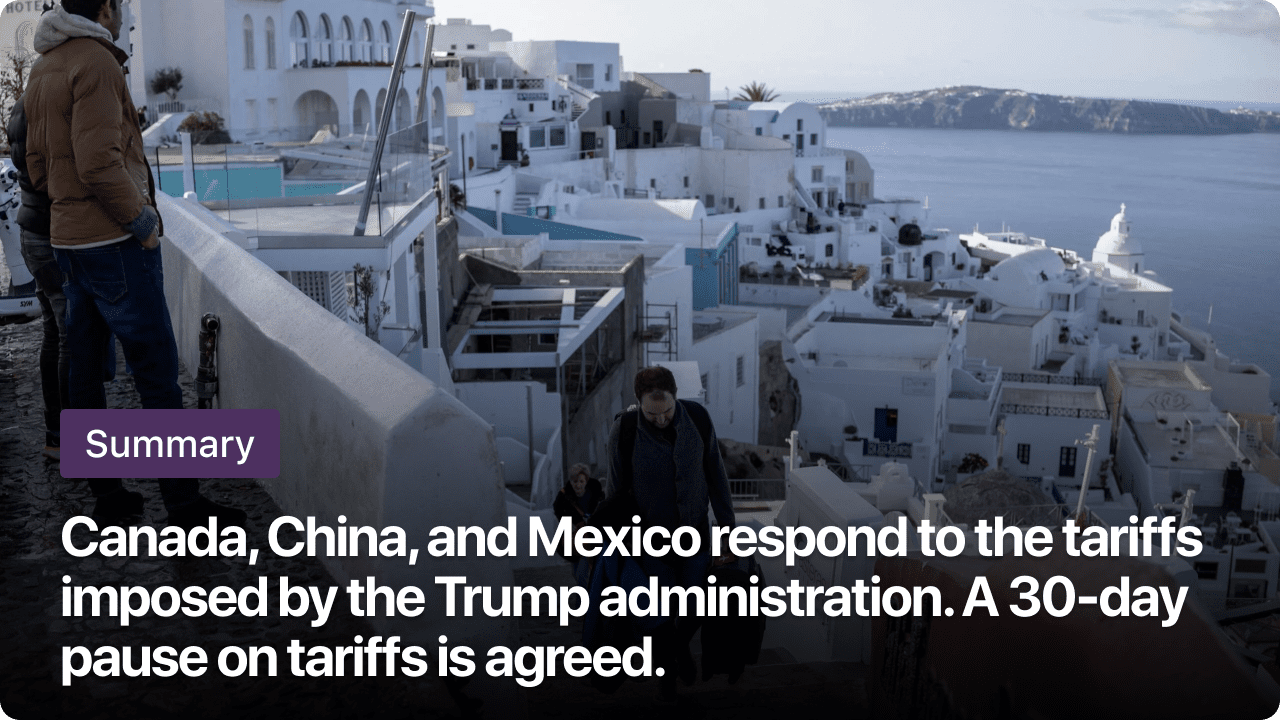 HOTEL
Summary
Canada, China, and Mexico respond to the tariffs
imposed by the Trump administration. A 30-day
pause on tariffs is agreed.